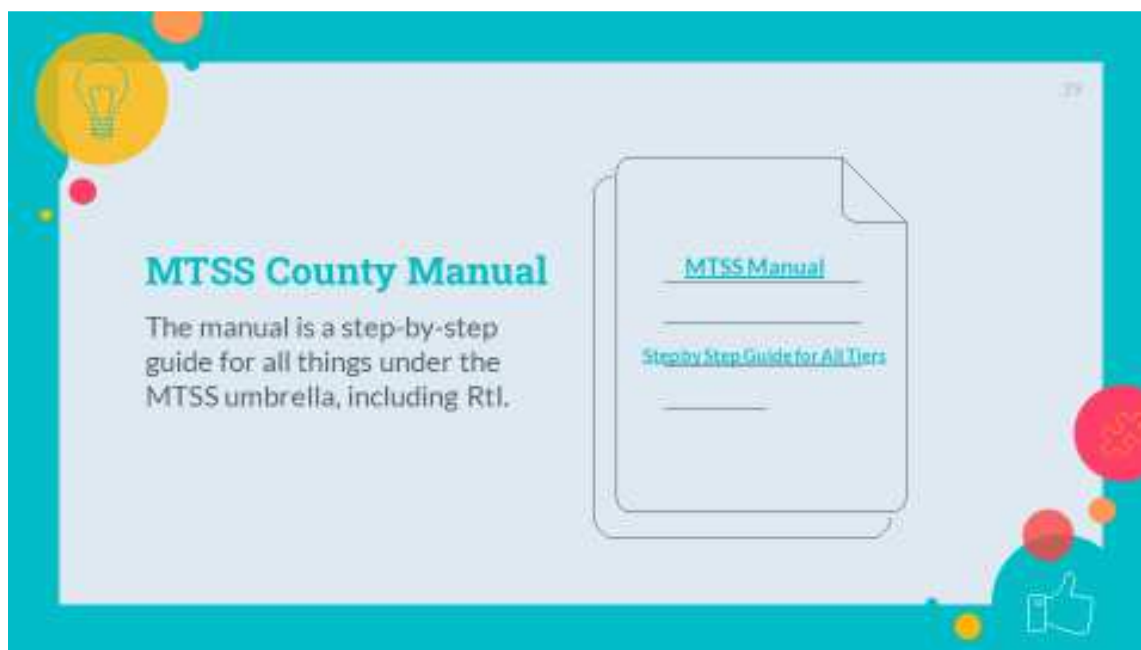 MTSS County Manual
The manual is a step-by-step
guide for all things under the
MTSS umbrella, including RtI.
MTSS Manual
Step by Step Guide for All Tiers